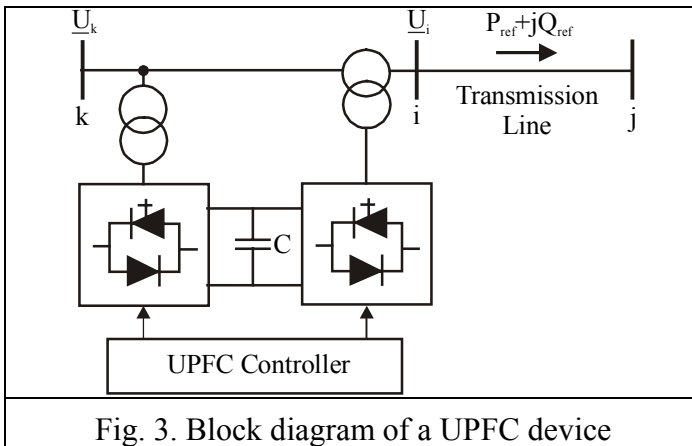 U_k
U_i
P_ref+jQ_ref
k
i
j
Transmission
Line
C
UPFC Controller
Fig. 3. Block diagram of a UPFC device